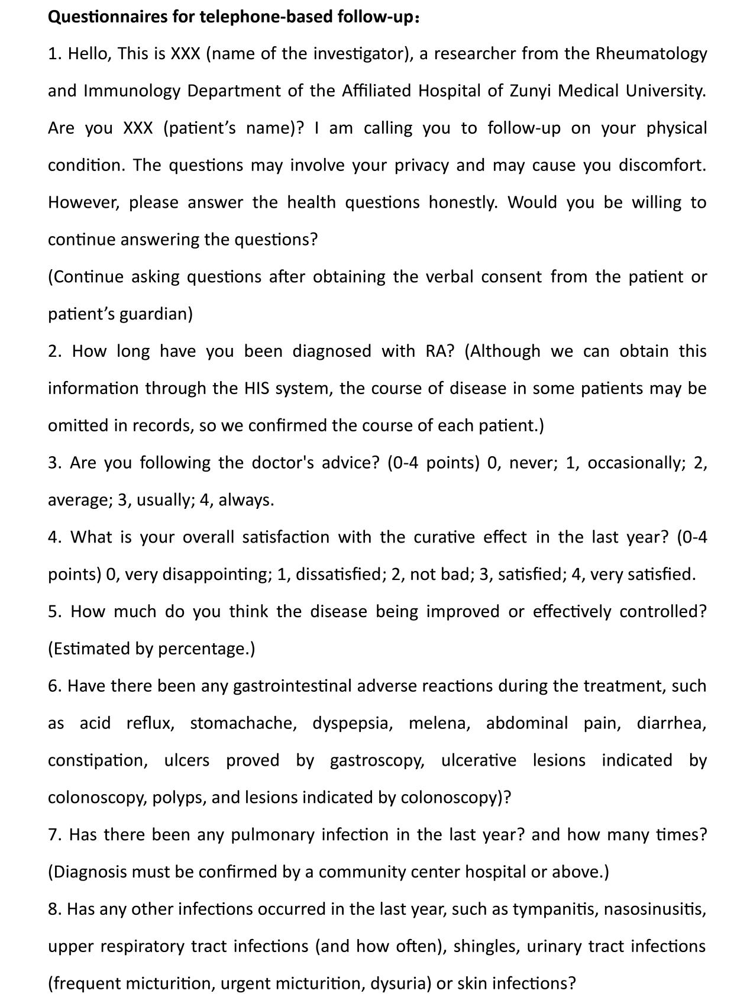 Questionnaires for telephone-based follow-up：
1. Hello, This is XXX (name of the investigator), a researcher from the Rheumatology
and Immunology Department of the Affiliated Hospital of Zunyi Medical University.
Are you XXX (patient’s name)? I am calling you to follow-up on your physical
condition. The questions may involve your privacy and may cause you discomfort.
However, please answer the health questions honestly. Would you be willing to
continue answering the questions?
(Continue asking questions after obtaining the verbal consent from the patient or
patient’s guardian)
2. How long have you been diagnosed with RA? (Although we can obtain this
information through the HIS system, the course of disease in some patients may be
omitted in records, so we confirmed the course of each patient.)
3. Are you following the doctor's advice? (0-4 points) 0, never; 1, occasionally; 2,
average; 3, usually; 4, always.
4. What is your overall satisfaction with the curative effect in the last year? (0-4
points) 0, very disappointing; 1, dissatisfied; 2, not bad; 3, satisfied; 4, very satisfied.
5. How much do you think the disease being improved or effectively controlled?
(Estimated by percentage.)
6. Have there been any gastrointestinal adverse reactions during the treatment, such
as acid reflux, stomachache, dyspepsia, melena, abdominal pain, diarrhea,
constipation, ulcers proved by gastroscopy, ulcerative lesions indicated by
colonoscopy, polyps, and lesions indicated by colonoscopy)?
7. Has there been any pulmonary infection in the last year? and how many times?
(Diagnosis must be confirmed by a community center hospital or above.)
8. Has any other infections occurred in the last year, such as tympanitis, nasosinusitis,
upper respiratory tract infections (and how often), shingles, urinary tract infections
(frequent micturition, urgent micturition, dysuria) or skin infections?